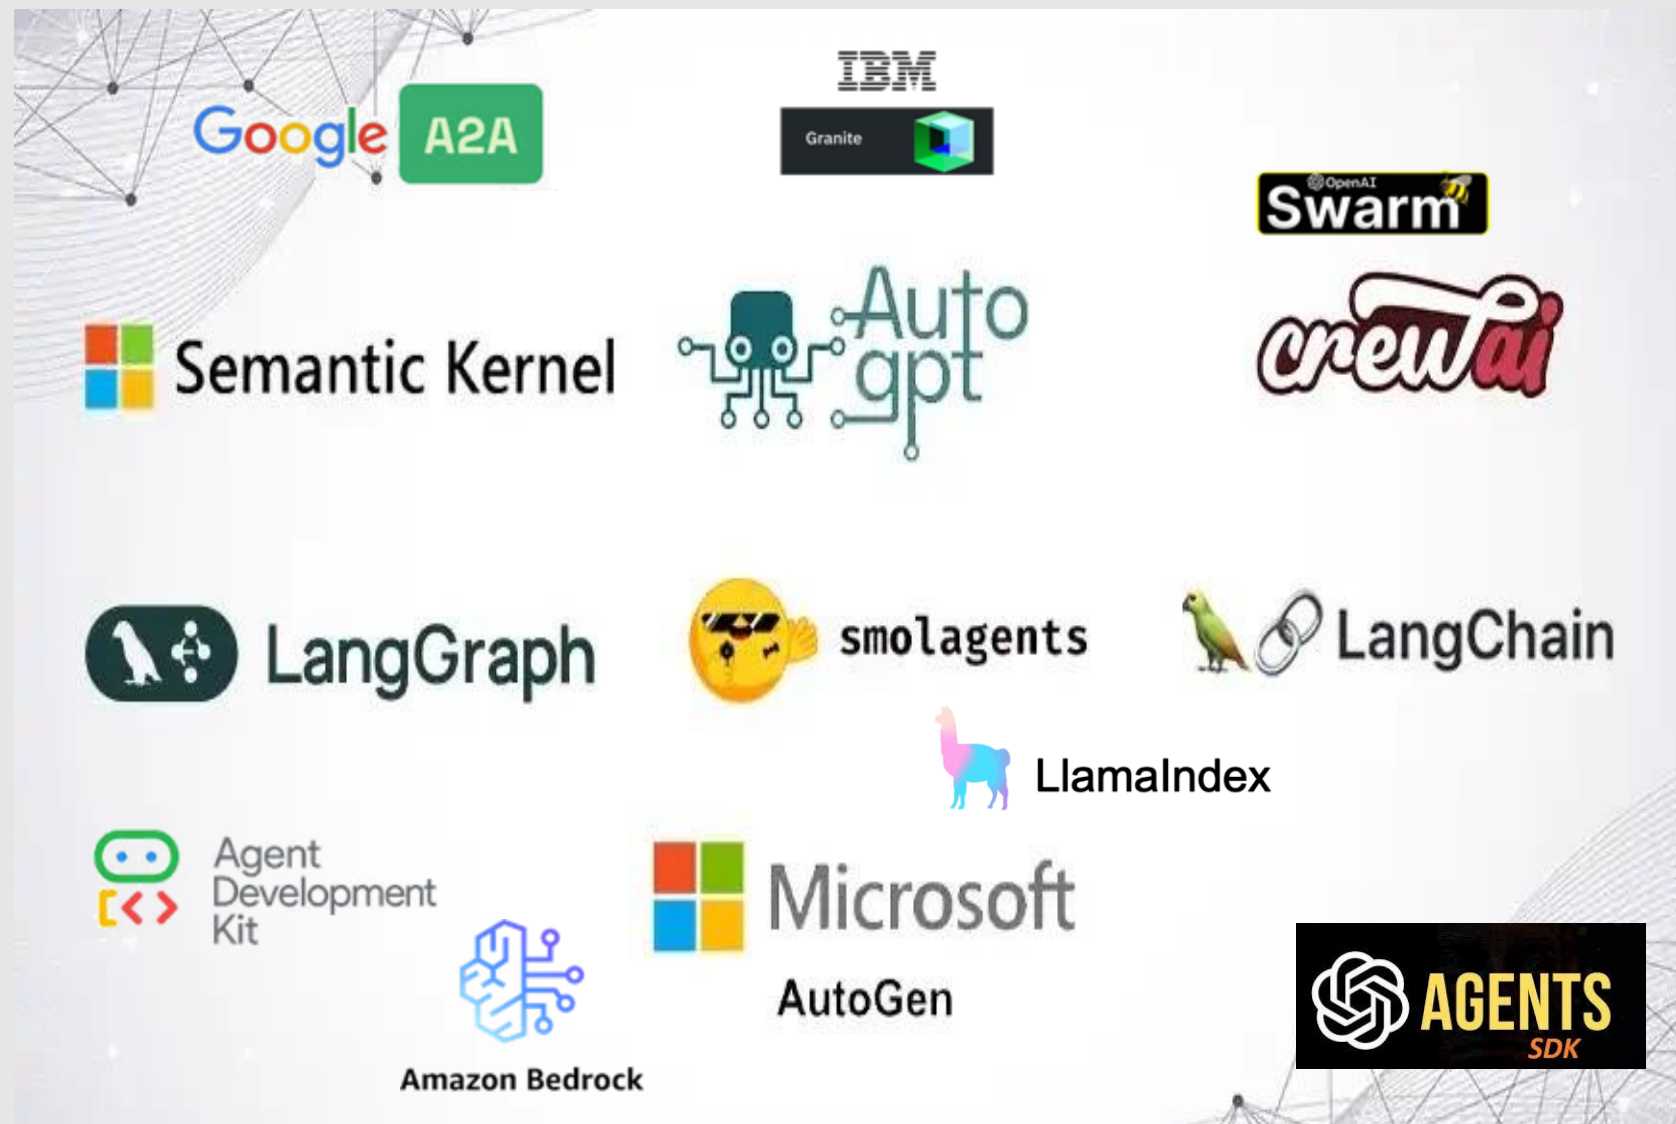 Google A2A
IBM
Granite
OpenAI
Swarm
Semantic Kernel
Auto
gpt
crewai
LangGraph
smolagents
LangChain
LlamaIndex
Agent
Development
Kit
Microsoft
AutoGen
Amazon Bedrock
AGENTS
SDK